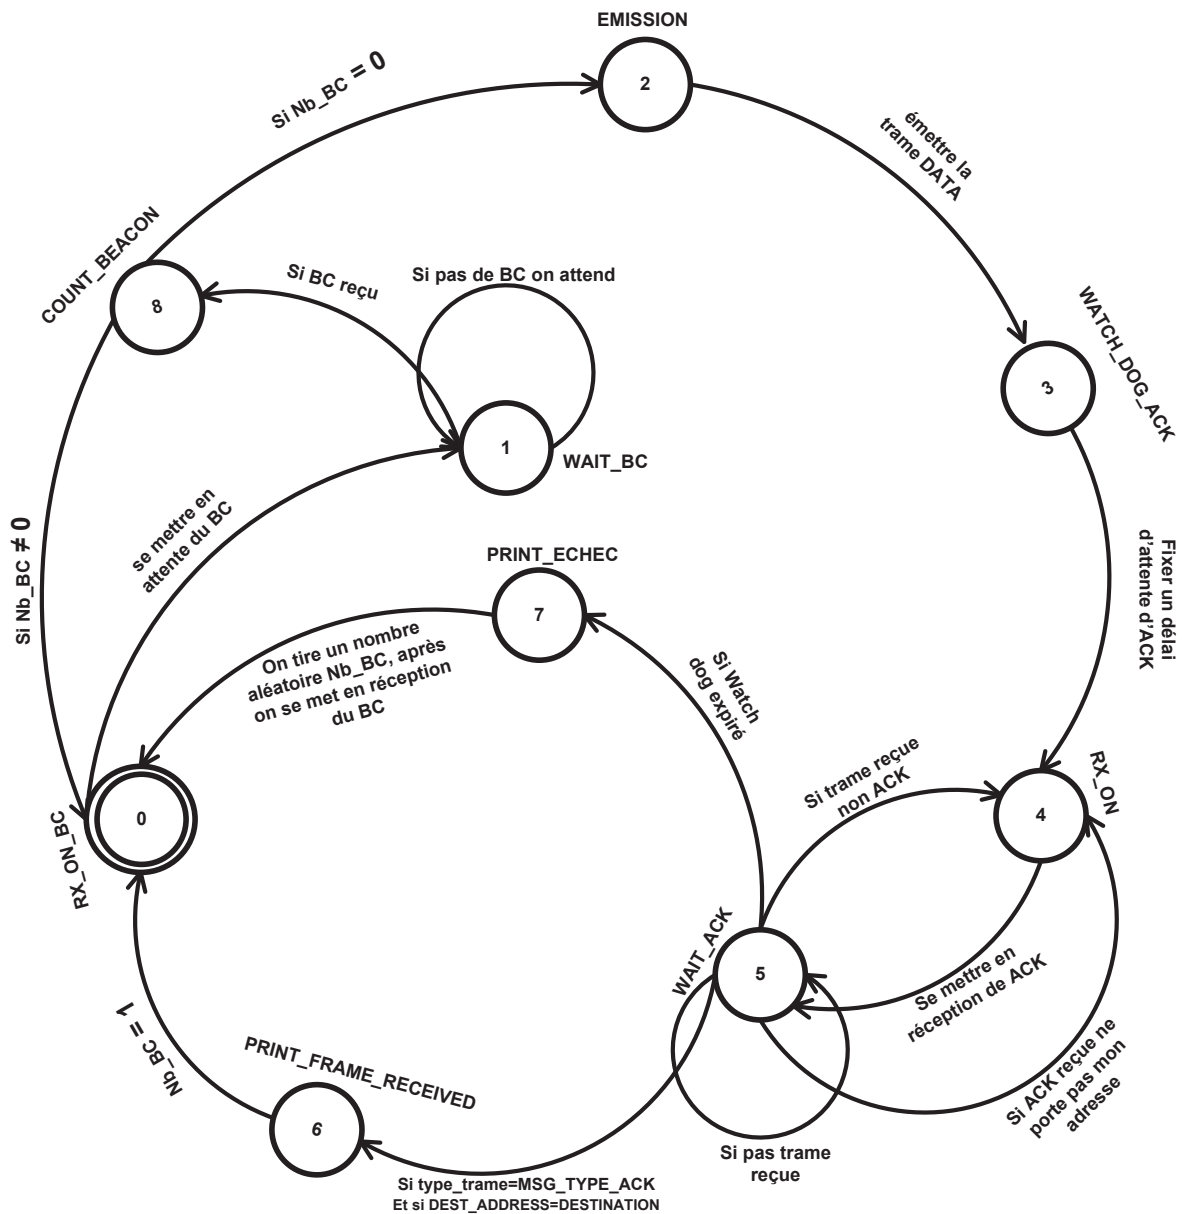 EMISSION
2
Si Nb_BC = 0
émettre la
trame DATA
COUNT_BEACON
8
Si BC reçu
Si pas de BC on attend
WATCH_DOG_ACK
3
1
WAIT_BC
se mettre en
attente du BC
Si Nb_BC ≠ 0
PRINT_ECHEC
7
On tire un nombre
aléatoire Nb_BC, après
on se met en réception
du BC
Si Watch
dog expiré
Fixer un délai
d'attente d'ACK
Si trame reçue
non ACK
RX_ON
4
RX_ON_BC
0
WAIT_ACK
5
Se mettre en
réception de ACK
Nb_BC = 1
PRINT_FRAME_RECEIVED
6
Si ACK reçue ne
porte pas mon
adresse
Si pas trame
reçue
Si type_trame=MSG_TYPE_ACK
Et si DEST_ADDRESS=DESTINATION